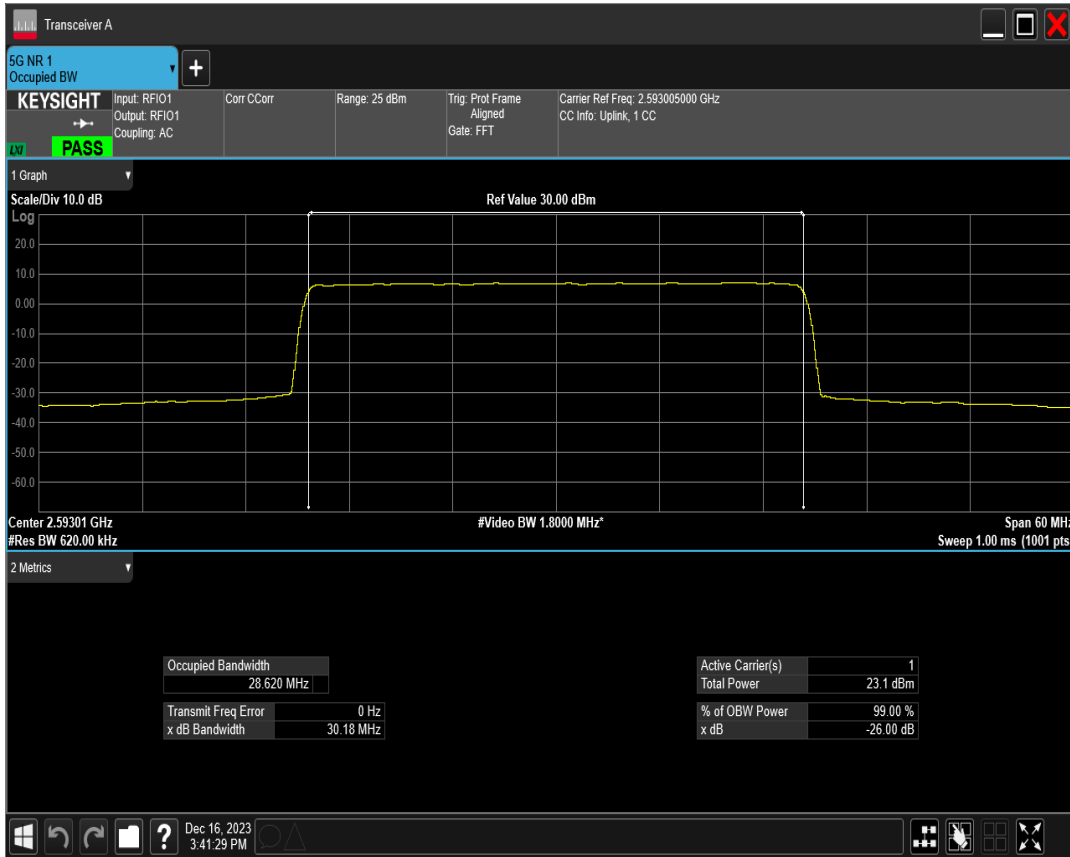 Transceiver A
5G NR 1
Occupied BW
KEYSIGHT
LXI
PASS
Input: RFIO1
Output: RFIO1
Coupling: AC
Corr CCorr
Range: 25 dBm
Trig: Prot Frame
Aligned
Gate: FFT
Carrier Ref Freq: 2.593005000 GHz
CC Info: Uplink, 1 CC
1 Graph
Scale/Div 10.0 dB
Ref Value 30.00 dBm
Log
20.0
10.0
0.00
-10.0
-20.0
-30.0
-40.0
-50.0
-60.0
Center 2.59301 GHz
#Video BW 1.8000 MHz*
Span 60 MHz
#Res BW 620.00 kHz
Sweep 1.00 ms (1001 pts
2 Metrics
Occupied Bandwidth
28.620 MHz
Transmit Freq Error 0 Hz
x dB Bandwidth 30.18 MHz
Active Carrier(s) 1
Total Power 23.1 dBm
% of OBW Power 99.00 %
x dB -26.00 dB
?
Dec 16, 2023
3:41:29 PM